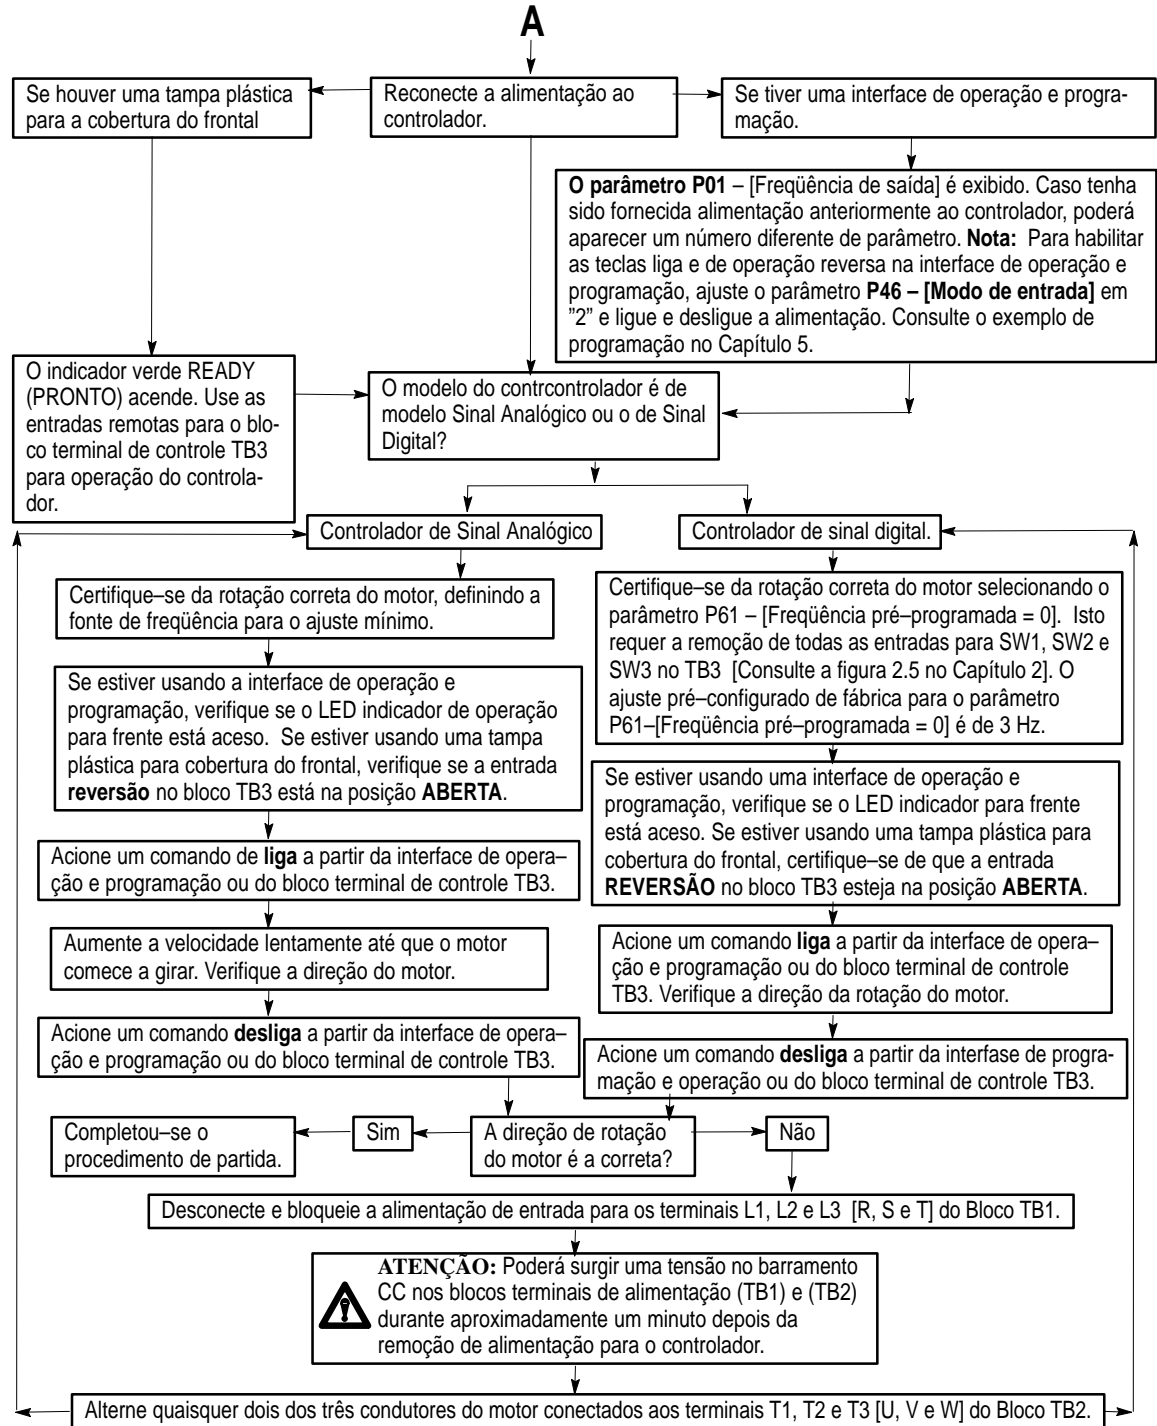 A
Se houver uma tampa plástica
para a cobertura do frontal
Reconecte a alimentação ao
controlador.
Se tiver uma interface de operação e progra-
mação.
O parâmetro P01 – [Freqüência de saída] é exibido. Caso tenha
sido fornecida alimentação anteriormente ao controlador, poderá
aparecer um número diferente de parâmetro. Nota: Para habilitar
as teclas liga e de operação reversa na interface de operação e
programação, ajuste o parâmetro P46 – [Modo de entrada] em
”2” e ligue e desligue a alimentação. Consulte o exemplo de
programação no Capítulo 5.
O indicador verde READY
(PRONTO) acende. Use as
entradas remotas para o blo-
co terminal de controle TB3
para operação do controla-
dor.
O modelo do contrcontrolador é de
modelo Sinal Analógico ou o de Sinal
Digital?
Controlador de Sinal Analógico
Controlador de sinal digital.
Certifique–se da rotação correta do motor, definindo a
fonte de freqüência para o ajuste mínimo.
Se estiver usando a interface de operação e
programação, verifique se o LED indicador de operação
para frente está aceso. Se estiver usando uma tampa
plástica para cobertura do frontal, verifique se a entrada
reversão no bloco TB3 está na posição ABERTA.
Acione um comando de liga a partir da interface de opera–
ção e programação ou do bloco terminal de controle TB3.
Aumente a velocidade lentamente até que o motor
comece a girar. Verifique a direção do motor.
Acione um comando desliga a partir da interface de opera–
ção e programação ou do bloco terminal de controle TB3.
Certifique–se da rotação correta do motor selecionando o
parâmetro P61 – [Freqüência pré–programada = 0]. Isto
requer a remoção de todas as entradas para SW1, SW2 e
SW3 no TB3 [Consulte a figura 2.5 no Capítulo 2]. O
ajuste pré–configurado de fábrica para o parâmetro
P61–[Freqüência pré–programada = 0] é de 3 Hz.
Se estiver usando uma interface de operação e
programação, verifique se o LED indicador para frente
está aceso. Se estiver usando uma tampa plástica para
cobertura do frontal, certifique–se de que a entrada
REVERSÃO no bloco TB3 esteja na posição ABERTA.
Acione um comando liga a partir da interface de opera–
ção e programação ou do bloco terminal de controle
TB3. Verifique a direção da rotação do motor.
Acione um comando desliga a partir da interfase de progra-
mação e operação ou do bloco terminal de controle TB3.
Completou–se o
procedimento de partida.
Sim
A direção de rotação
do motor é a correta?
Não
Desconecte e bloqueie a alimentação de entrada para os terminais L1, L2 e L3 [R, S e T] do Bloco TB1.
ATENÇÃO: Poderá surgir uma tensão no barramento
CC nos blocos terminais de alimentação (TB1) e (TB2)
durante aproximadamente um minuto depois da
remoção de alimentação para o controlador.
Alterne quaisquer dois dos três condutores do motor conectados aos terminais T1, T2 e T3 [U, V e W] do Bloco TB2.